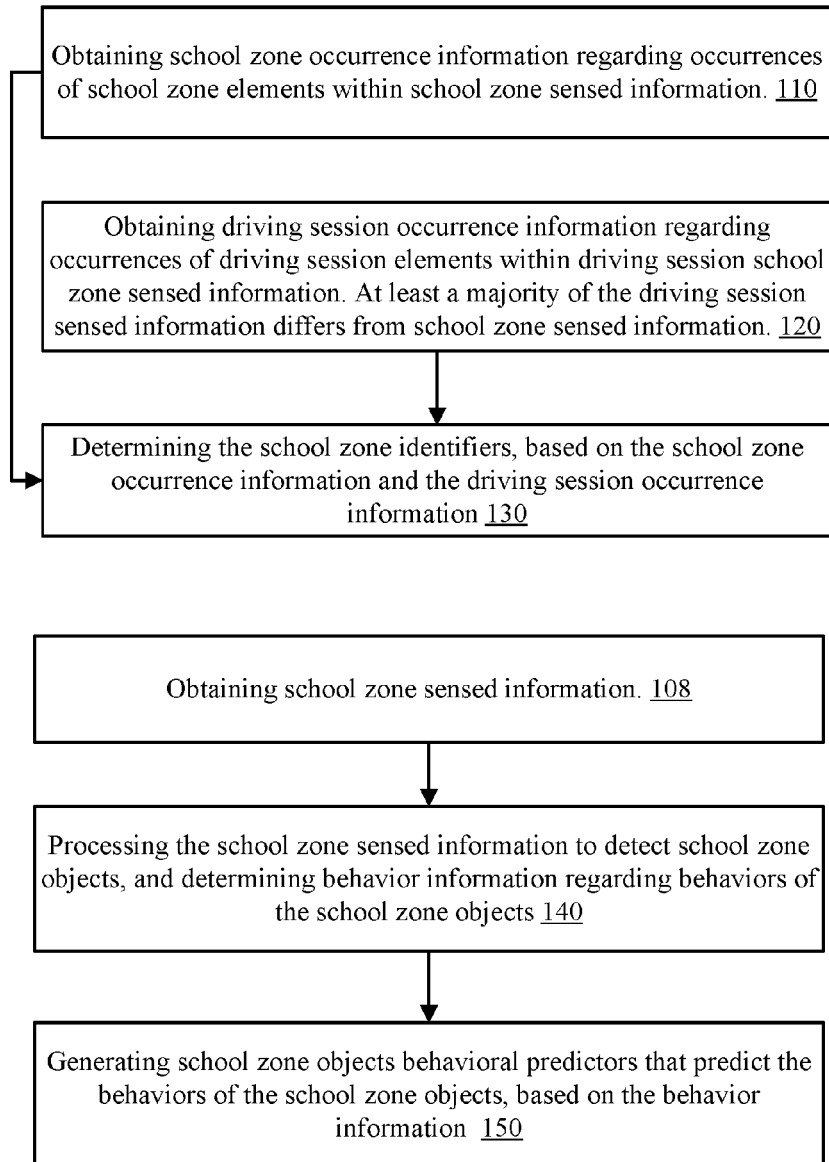 Obtaining school zone occurrence information regarding occurrences
of school zone elements within school zone sensed information. 110
Obtaining driving session occurrence information regarding
occurrences of driving session elements within driving session school
zone sensed information. At least a majority of the driving session
sensed information differs from school zone sensed information. 120
Determining the school zone identifiers, based on the school zone
occurrence information and the driving session occurrence
information 130
Obtaining school zone sensed information. 108
Processing the school zone sensed information to detect school zone
objects, and determining behavior information regarding behaviors of
the school zone objects 140
Generating school zone objects behavioral predictors that predict the
behaviors of the school zone objects, based on the behavior
information 150